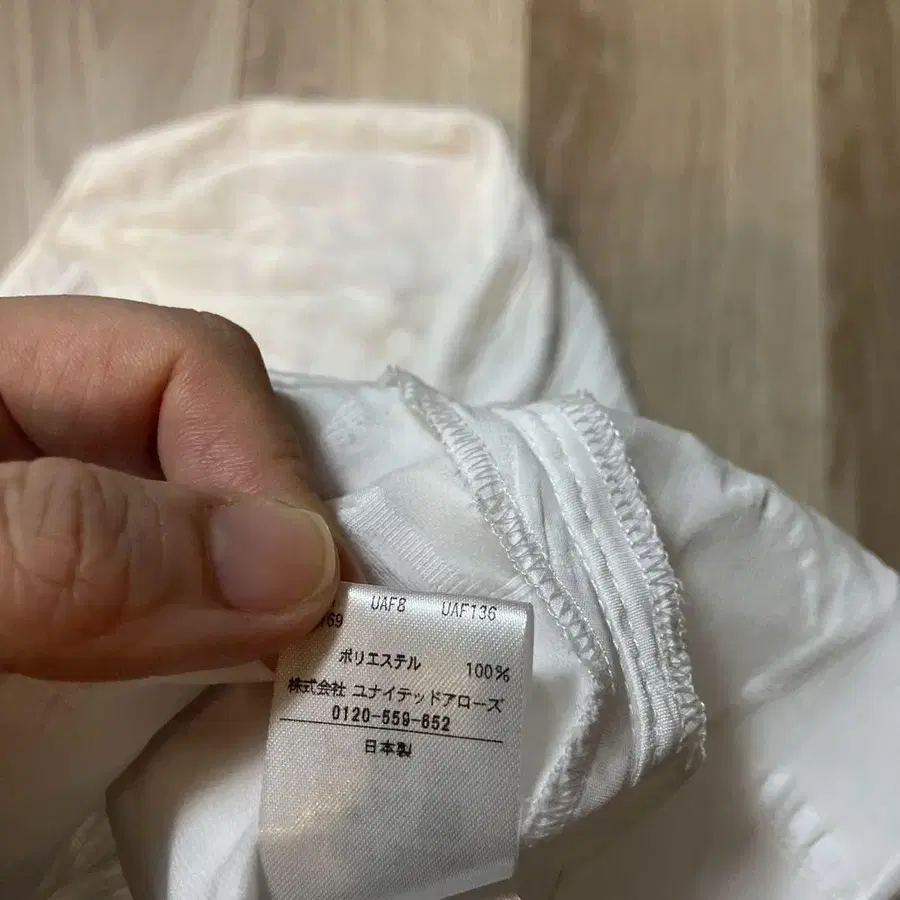 UAF8 UAF136
69
ポリエステル 100%
株式会社 ユナイテッドアローズ
0120-559-652
日本製